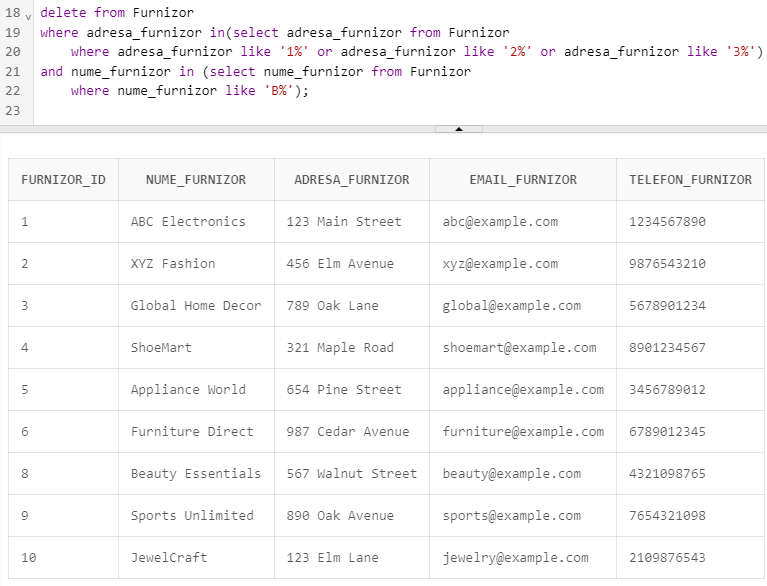 18 delete from Furnizor
19 where adresa_furnizor in(select adresa_furnizor from Furnizor
20 where adresa_furnizor like '1%' or adresa_furnizor like '2%' or adresa_furnizor like '3%')
21 and nume_furnizor in (select nume_furnizor from Furnizor
22 where nume_furnizor like 'B%');
23
FURNIZOR_ID NUME_FURNIZOR ADRESA_FURNIZOR EMAIL_FURNIZOR TELEFON_FURNIZOR
1 ABC Electronics 123 Main Street abc@example.com 1234567890
2 XYZ Fashion 456 Elm Avenue xyz@example.com 9876543210
3 Global Home Decor 789 Oak Lane global@example.com 5678901234
4 ShoeMart 321 Maple Road shoemart@example.com 8901234567
5 Appliance World 654 Pine Street appliance@example.com 3456789012
6 Furniture Direct 987 Cedar Avenue furniture@example.com 6789012345
8 Beauty Essentials 567 Walnut Street beauty@example.com 4321098765
9 Sports Unlimited 890 Oak Avenue sports@example.com 7654321098
10 JewelCraft 123 Elm Lane jewelry@example.com 2109876543